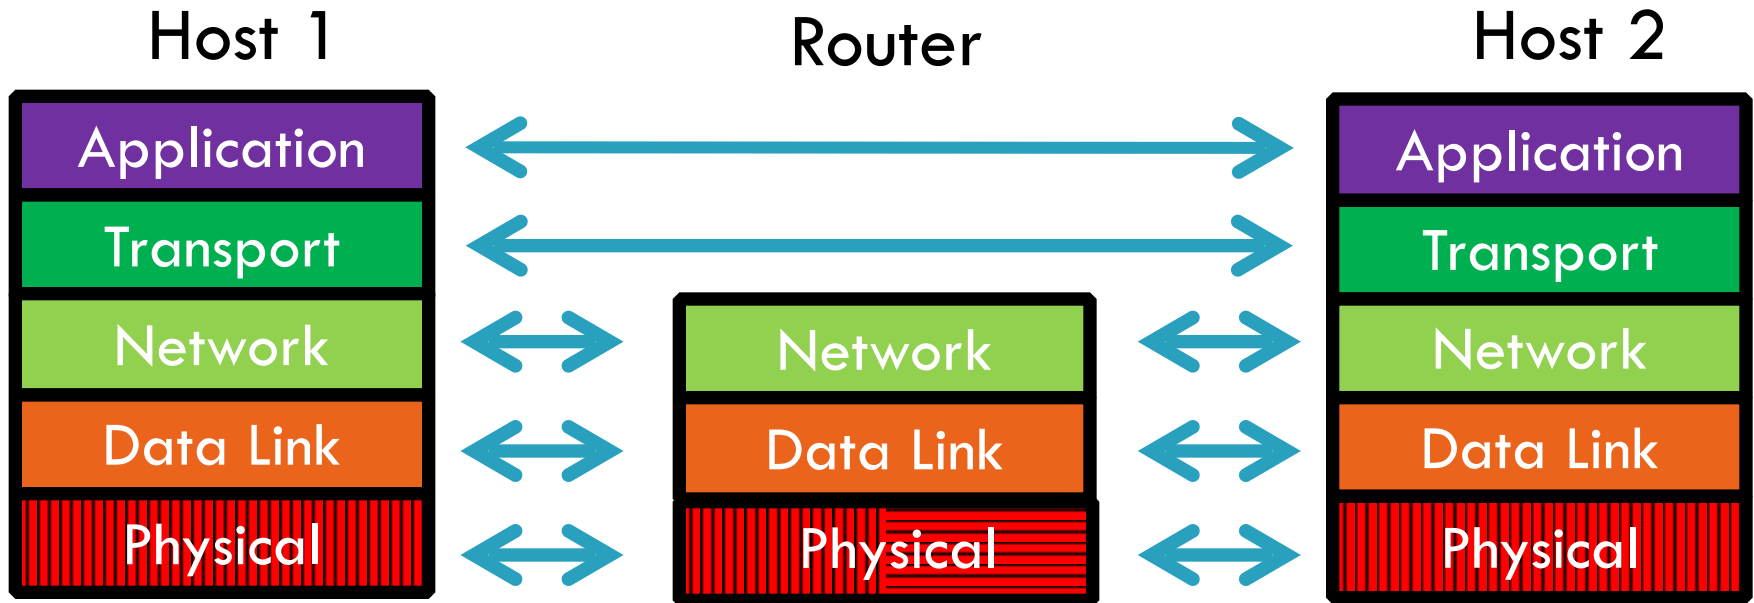 Host 1
Router
Host 2
Application
Application
Transport
Transport
Network
Network
Network
Data Link
Data Link
Data Link
Physical
Physical
Physical